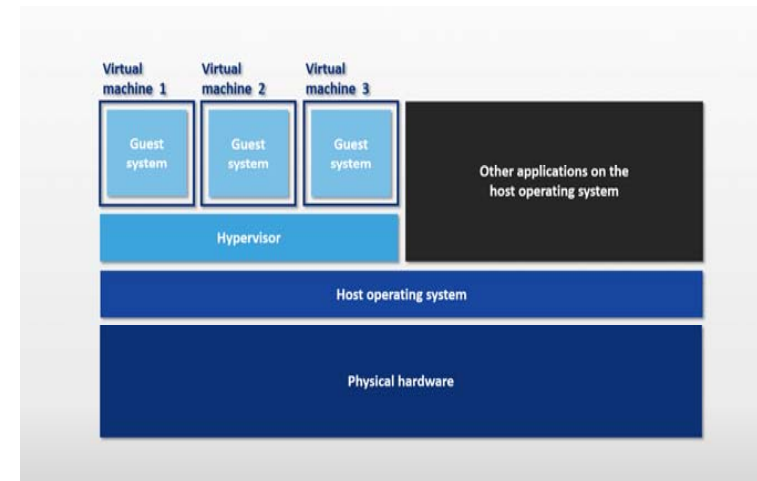 Virtual
machine 1
Virtual
machine 2
Virtual
machine 3
Guest
system
Guest
system
Guest
system
Other applications on the
host operating system
Hypervisor
Host operating system
Physical hardware